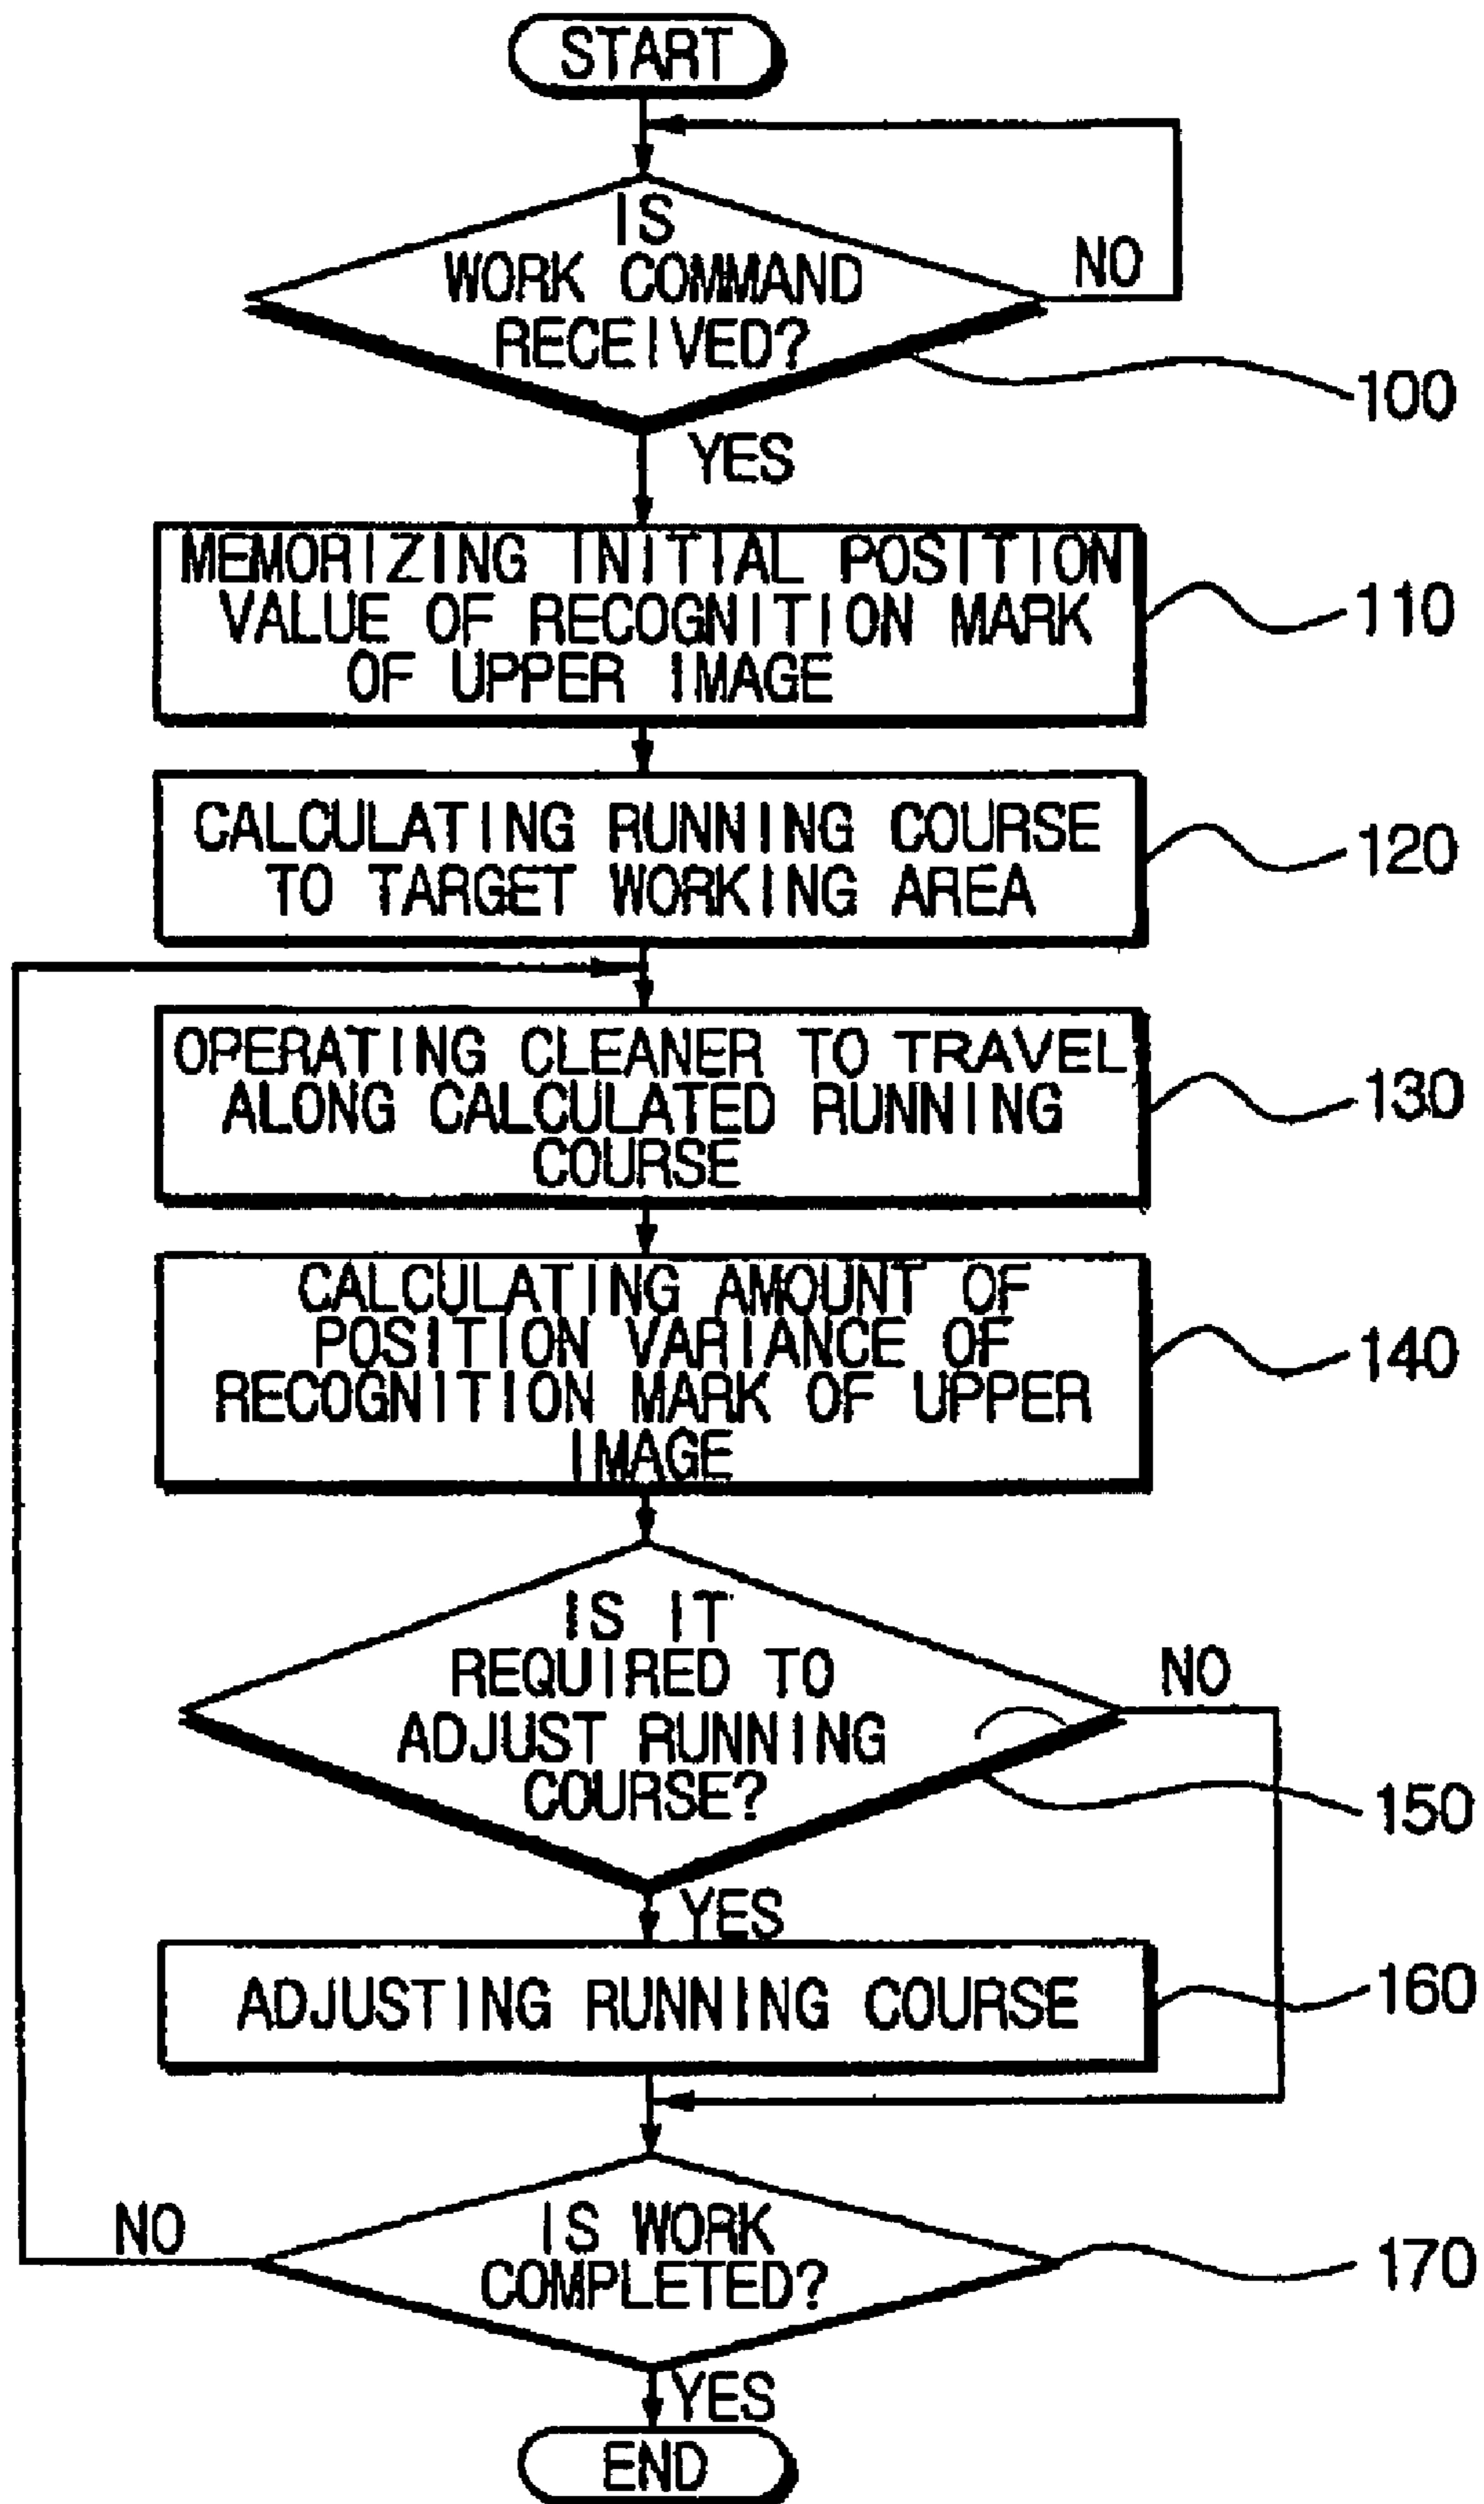 START
IS
WORK COMMAND
RECEIVED?
NO
100
YES
MEMORIZING INITIAL POSITION
VALUE OF RECOGNITION MARK
OF UPPER IMAGE
110
CALCULATING RUNNING COURSE
TO TARGET WORKING AREA
120
OPERATING CLEANER TO TRAVEL
ALONG CALCULATED RUNNING
COURSE
130
CALCULATING AMOUNT OF
POSITION VARIANCE OF
RECOGNITION MARK OF UPPER
IMAGE
140
IS IT
REQUIRED TO
ADJUST RUNNING
COURSE?
NO
150
YES
ADJUSTING RUNNING COURSE
160
IS WORK
COMPLETED?
NO
170
YES
END